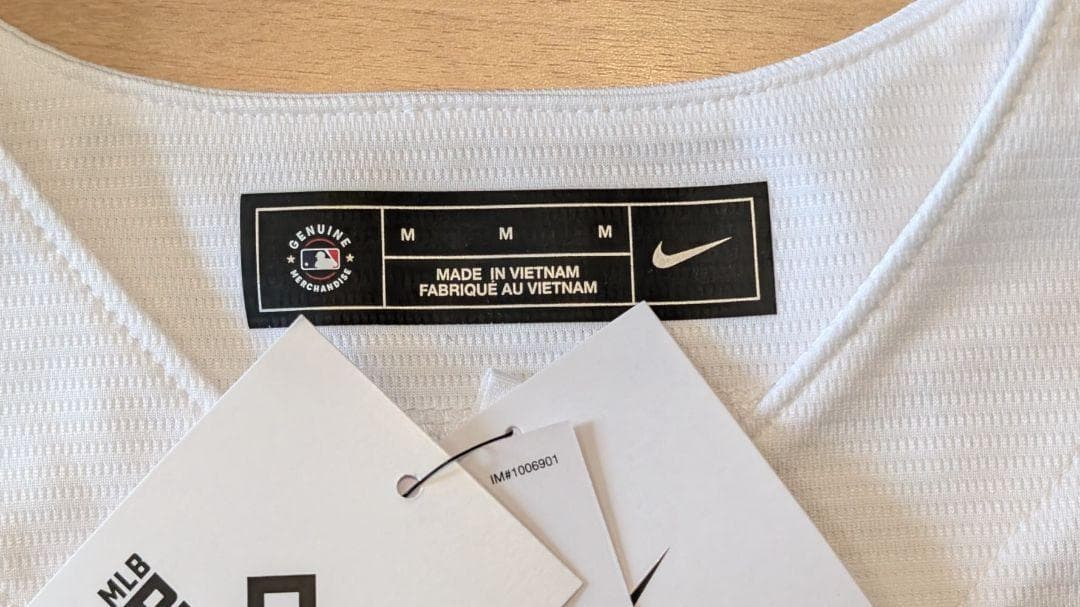 GENUINE
MERCHANDISE
M M M
MADE IN VIETNAM
FABRIQUÉ AU VIETNAM
IM#1006901
MLB